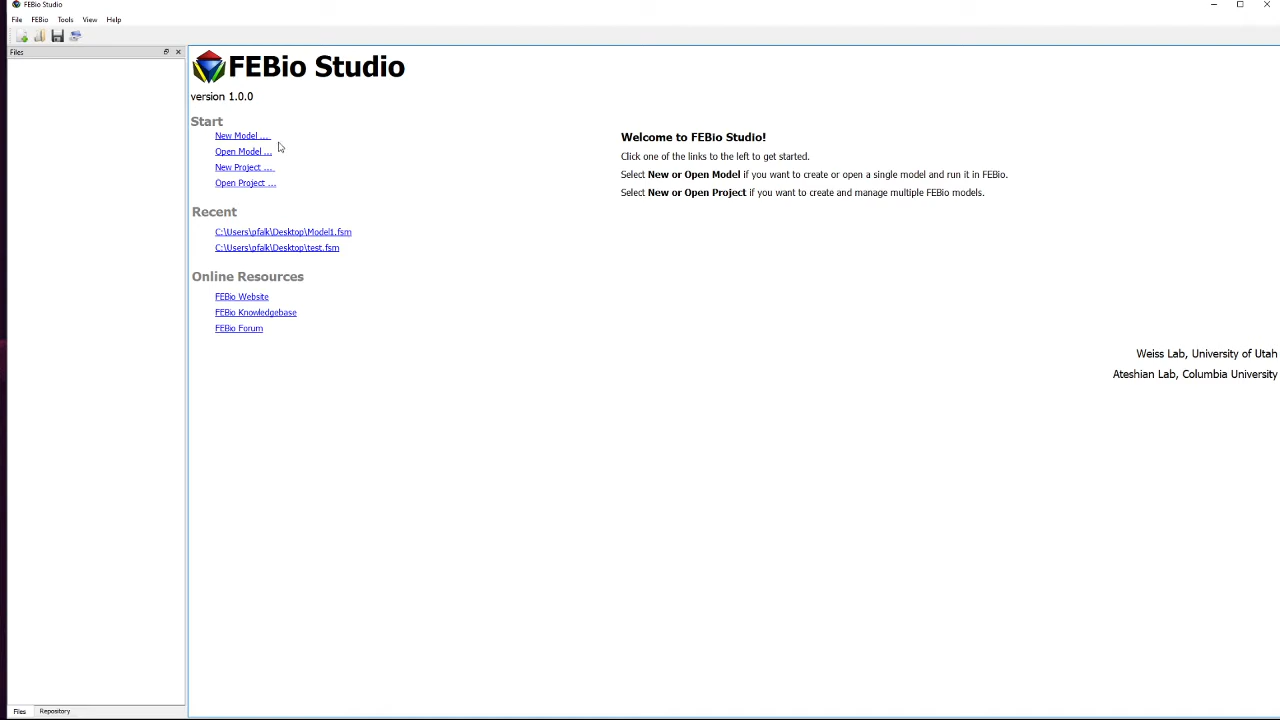 FEBio Studio
File FEBio Tools View Help
Files
FEBio Studio
version 1.0.0
Start
New Model ...
Open Model ...
New Project ...
Open Project ...
Welcome to FEBio Studio!
Click one of the links to the left to get started.
Select New or Open Model if you want to create or open a single model and run it in FEBio.
Select New or Open Project if you want to create and manage multiple FEBio models.
Recent
C:\Users\pfalk\Desktop\Model1.fsm
C:\Users\pfalk\Desktop\test.fsm
Online Resources
FEBio Website
FEBio Knowledgebase
FEBio Forum
Weiss Lab, University of Utah
Ateshian Lab, Columbia University
Files Repository